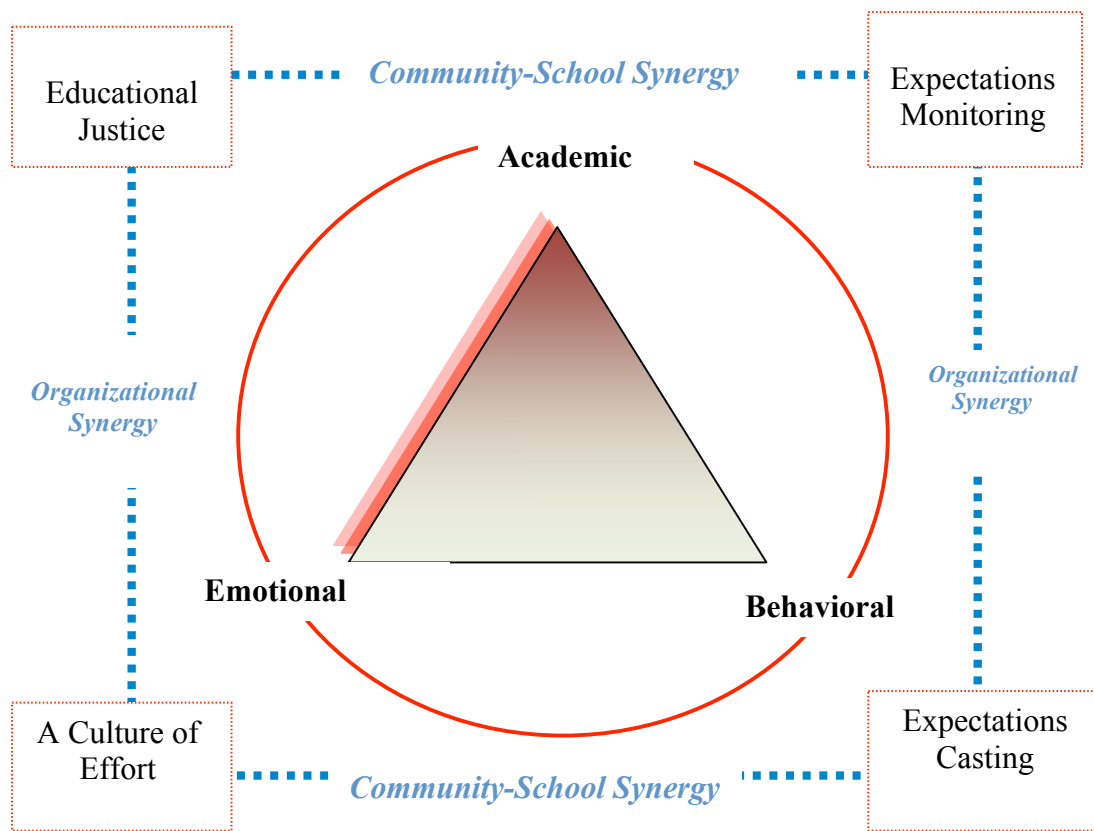 Educational
Justice
Community-School Synergy
Expectations
Monitoring
Academic
Organizational
Synergy
Organizational
Synergy
Emotional
Behavioral
A Culture of
Effort
Community-School Synergy
Expectations
Casting